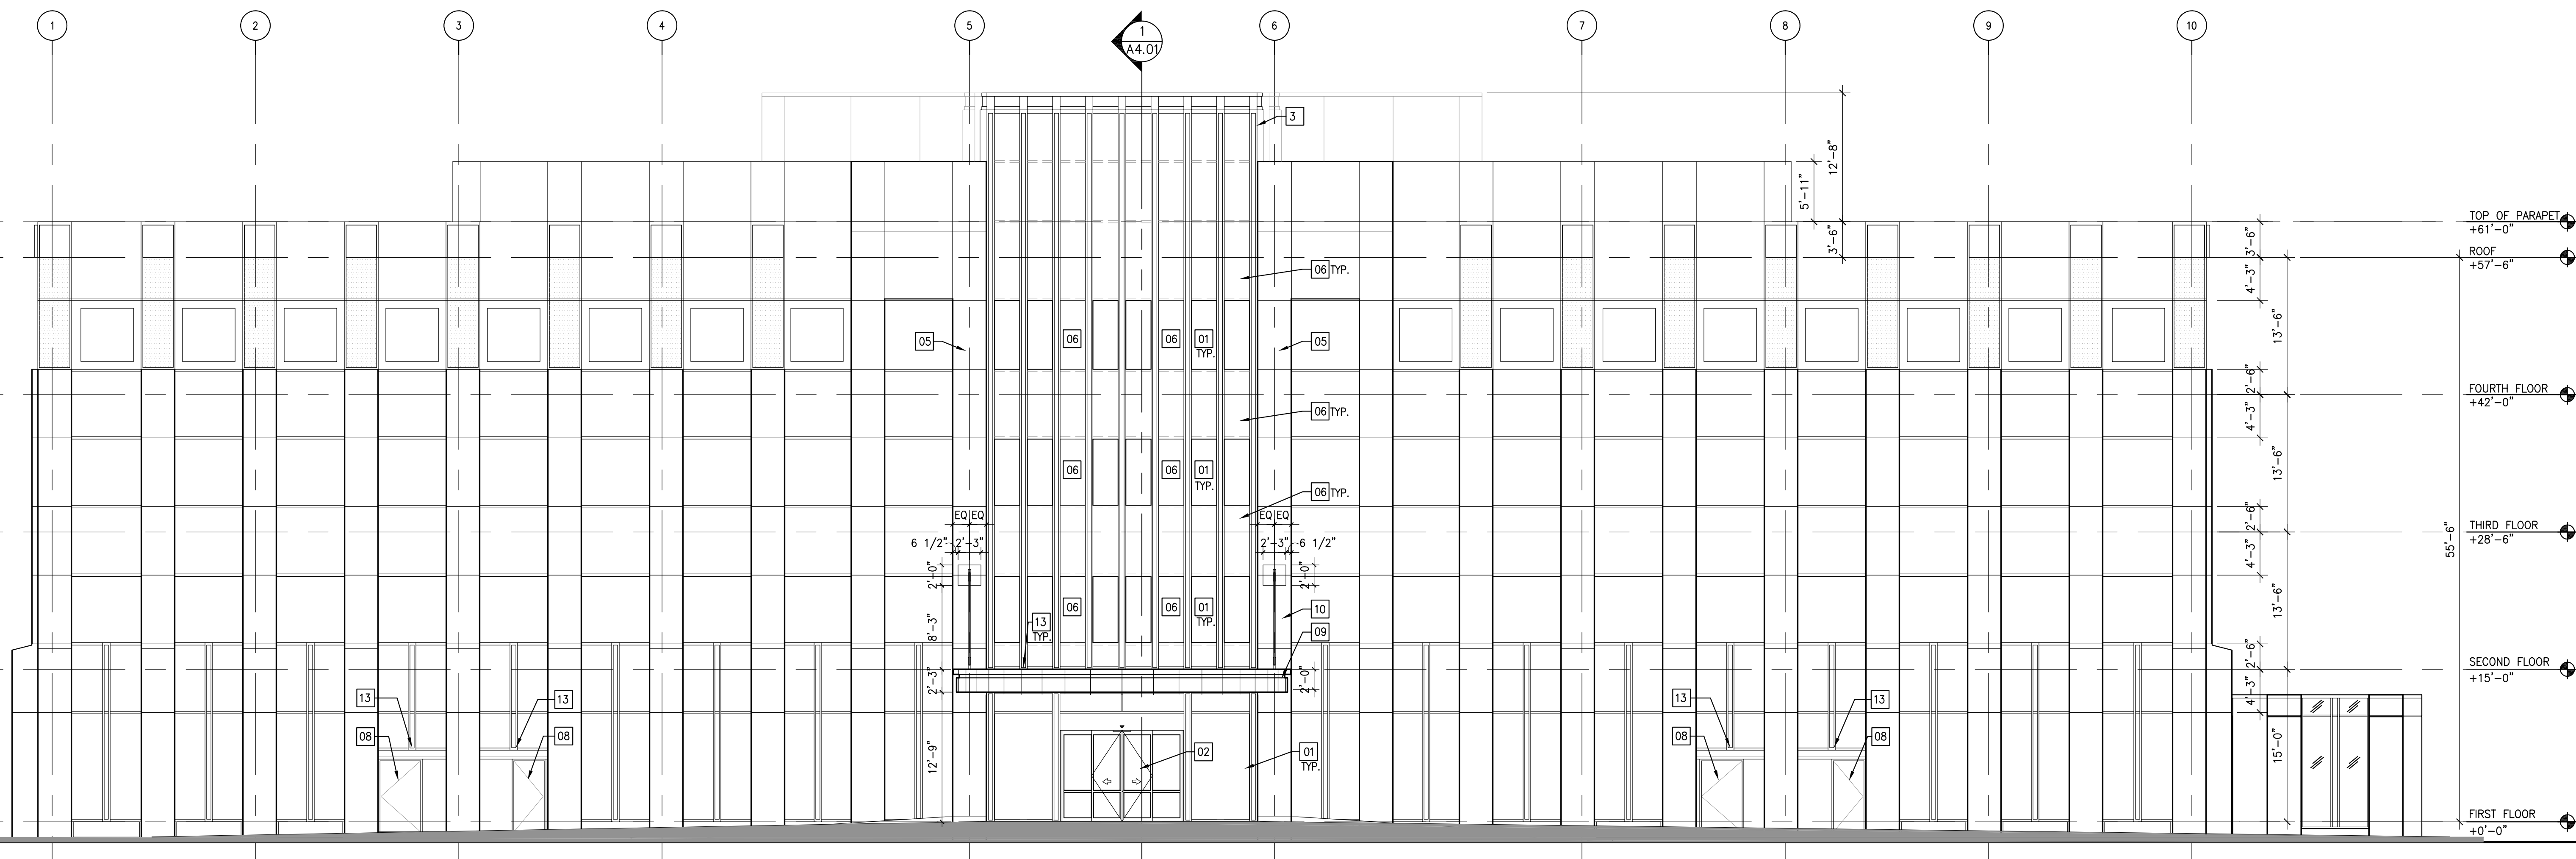 1 2 3 4 5 6 7 8 9 10
1
A4.01
3
12'-8"
5'-11"
3'-6"
TOP OF PARAPET
+61'-0"
3'-6"
ROOF
+57'-6"
4'-3"
06 TYP.
13'-6"
05
06
06
01
TYP.
05
2'-6"
FOURTH FLOOR
+42'-0"
06 TYP.
4'-3"
06
06
01
TYP.
13'-6"
06 TYP.
EQ EQ
EQ EQ
2'-6"
THIRD FLOOR
+28'-6"
55'-6"
6 1/2" 2'-3"
2'-3" 6 1/2"
4'-3"
2'-0"
2'-0"
06
06
01
TYP.
10
13'-6"
13
TYP.
8'-3"
09
2'-6"
SECOND FLOOR
+15'-0"
2'-3"
2'-0"
4'-3"
13
13
13
13
08
08
02
01
TYP.
08
08
12'-9"
15'-0"
FIRST FLOOR
+0'-0"